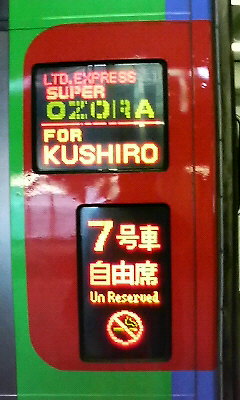 LTD.EXPRESS
SUPER
OZORA
FOR
KUSHIRO
7号車
自由席
Un Reserved